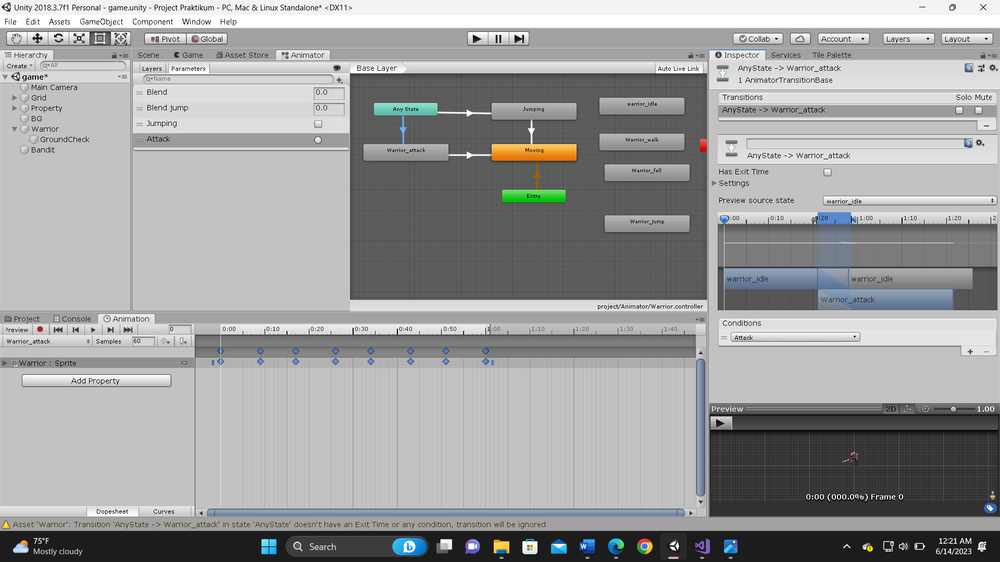 Unity 2018.3.7f1 Personal - game.unity - Project Praktikum - PC, Mac & Linux Standalone* <DX11>
File Edit Assets GameObject Component Window Help
Pivot Global Collab Account Layers Layout
Hierarchy
Create All
game*
Main Camera
Grid
Property
BG
Warrior
GroundCheck
Bandit
Scene Game Asset Store Animator
Layers Parameters
Name
Blend 0.0
Blend jump 0.0
Jumping
Attack
Base Layer Auto Live Link
Any State
Jumping
warrior_idle
Warrior_attack
Moving
Warrior_walk
Warrior_fall
Entry
Warrior_jump
project/Animator/Warrior.controller
Inspector Services Tile Palette
AnyState -> Warrior_attack
1 AnimatorTransitionBase
Transitions Solo Mute
AnyState -> Warrior_attack
AnyState -> Warrior_attack
Has Exit Time
Settings
Preview source state warrior_idle
0:10 1:00 1:10 1:20
warrior_idle warrior_idle
Warrior_attack
Conditions
Attack
Preview 2D 1.00
0:00 (000.0%) Frame 0
Project Console Animation
Preview 0
0:00 0:10 0:20 0:30 0:40 0:50 1:00 1:10 1:20 1:30 1:40
Warrior_attack Samples 60
Warrior : Sprite
Add Property
Dopesheet Curves
Asset 'Warrior': Transition 'AnyState -> Warrior_attack' in state 'AnyState' doesn't have an Exit Time or any condition, transition will be ignored
75°F
Mostly cloudy
Search
12:21 AM
6/14/2023